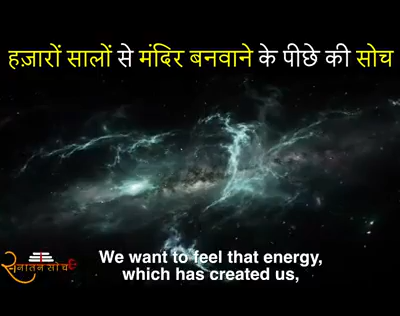 हज़ारों सालों से मंदिर बनवाने के पीछे की सोच
सनातन सोच
We want to feel that energy,
which has created us,